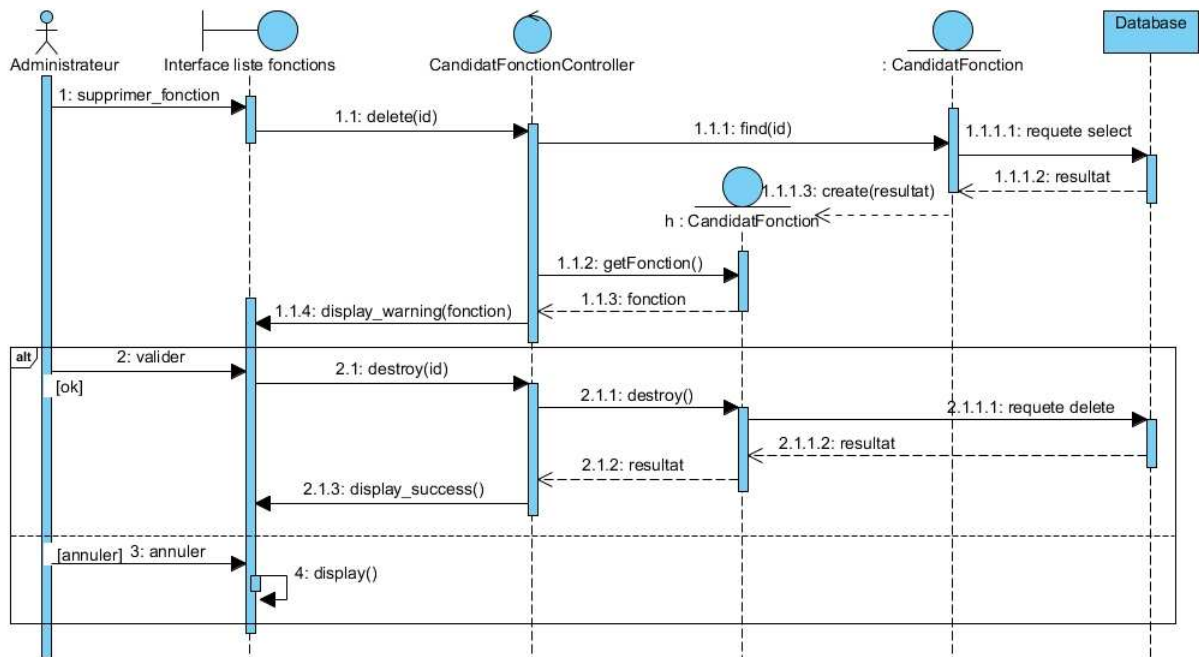 Database
Administrateur
Interface liste fonctions
CandidatFonctionController
: CandidatFonction
1: supprimer_fonction
1.1: delete(id)
1.1.1: find(id)
1.1.1.1: requete select
1.1.1.2: resultat
1.1.1.3: create(resultat)
h : CandidatFonction
1.1.2: getFonction()
1.1.3: fonction
1.1.4: display_warning(fonction)
alt
2: valider
[ok]
2.1: destroy(id)
2.1.1: destroy()
2.1.1.1: requete delete
2.1.1.2: resultat
2.1.2: resultat
2.1.3: display_success()
[annuler]
3: annuler
4: display()